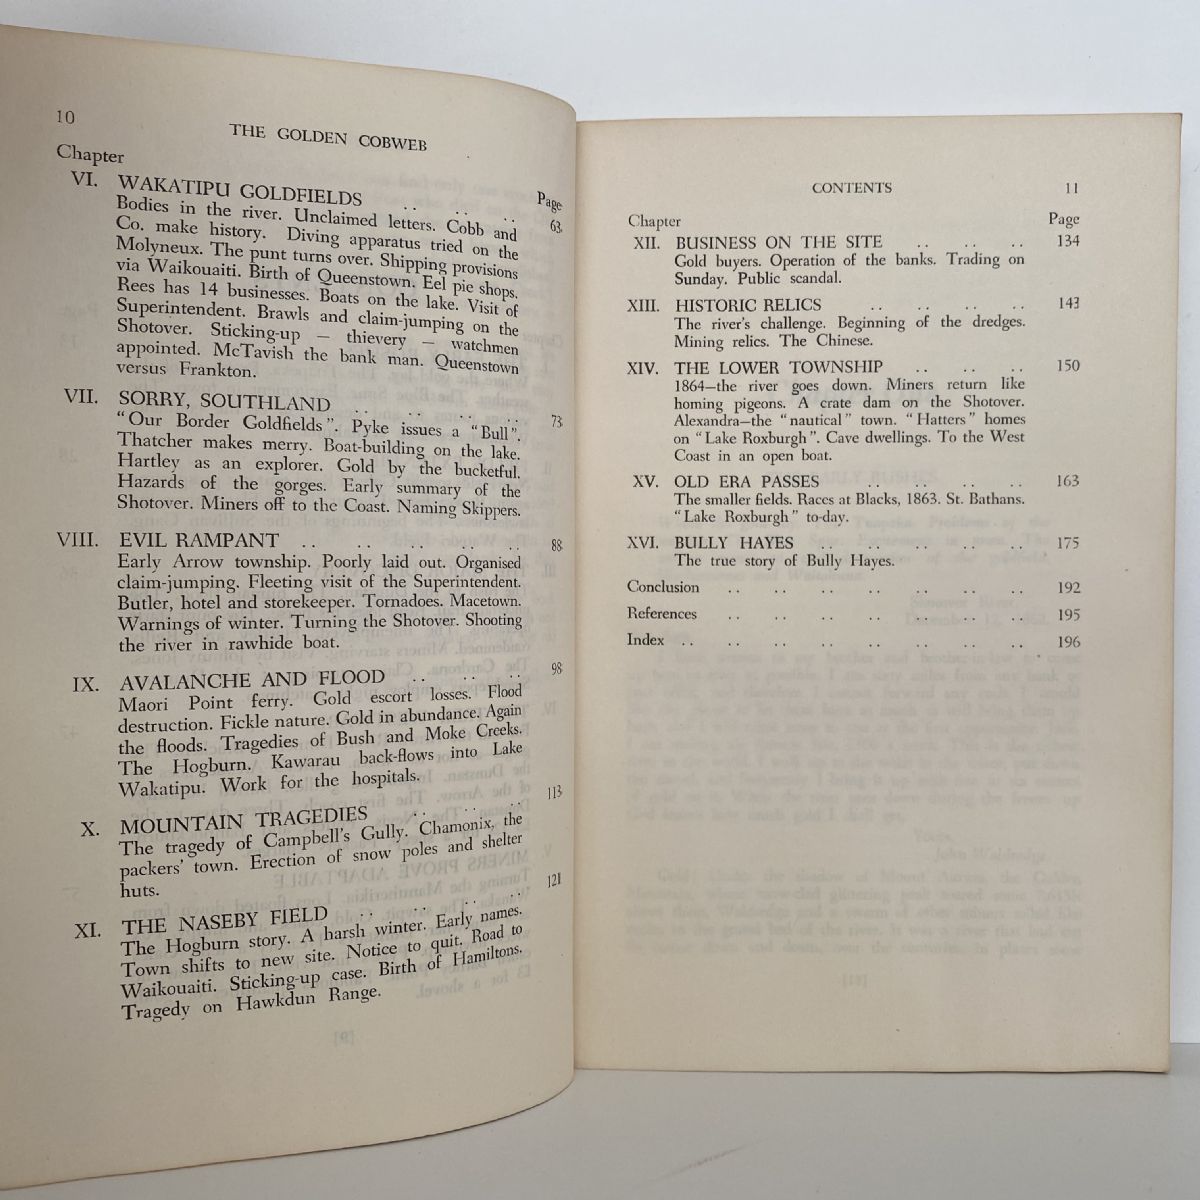 10
THE GOLDEN COBWEB
Chapter
Page
VI. WAKATIPU GOLDFIELDS .. .. .. 63
Bodies in the river. Unclaimed letters. Cobb and
Co. make history. Diving apparatus tried on the
Molyneux. The punt turns over. Shipping provisions
via Waikouaiti. Birth of Queenstown. Eel pie shops.
Rees has 14 businesses. Boats on the lake. Visit of
Superintendent. Brawls and claim-jumping on the
Shotover. Sticking-up — thievery — watchmen
appointed. McTavish the bank man. Queenstown
versus Frankton.
VII. SORRY, SOUTHLAND .. .. .. .. 73
"Our Border Goldfields". Pyke issues a "Bull".
Thatcher makes merry. Boat-building on the lake.
Hartley as an explorer. Gold by the bucketful.
Hazards of the gorges. Early summary of the
Shotover. Miners off to the Coast. Naming Skippers.
VIII. EVIL RAMPANT .. .. .. .. .. 88
Early Arrow township. Poorly laid out. Organised
claim-jumping. Fleeting visit of the Superintendent.
Butler, hotel and storekeeper. Tornadoes. Macetown.
Warnings of winter. Turning the Shotover. Shooting
the river in rawhide boat.
IX. AVALANCHE AND FLOOD .. .. .. 98
Maori Point ferry. Gold escort losses. Flood
destruction. Fickle nature. Gold in abundance. Again
the floods. Tragedies of Bush and Moke Creeks.
The Hogburn. Kawarau back-flows into Lake
Wakatipu. Work for the hospitals.
X. MOUNTAIN TRAGEDIES .. .. .. 113
The tragedy of Campbell's Gully. Chamonix, the
packers' town. Erection of snow poles and shelter
huts.
XI. THE NASEBY FIELD .. .. .. .. 121
The Hogburn story. A harsh winter. Early names.
Town shifts to new site. Notice to quit. Road to
Waikouaiti. Sticking-up case. Birth of Hamiltons.
Tragedy on Hawkdun Range.
CONTENTS 11
Chapter Page
XII. BUSINESS ON THE SITE .. .. .. 134
Gold buyers. Operation of the banks. Trading on
Sunday. Public scandal.
XIII. HISTORIC RELICS .. .. .. .. 143
The river's challenge. Beginning of the dredges.
Mining relics. The Chinese.
XIV. THE LOWER TOWNSHIP .. .. .. 150
1864—the river goes down. Miners return like
homing pigeons. A crate dam on the Shotover.
Alexandra—the "nautical" town. "Hatters" homes
on "Lake Roxburgh". Cave dwellings. To the West
Coast in an open boat.
XV. OLD ERA PASSES .. .. .. .. 163
The smaller fields. Races at Blacks, 1863. St. Bathans.
"Lake Roxburgh" to-day.
XVI. BULLY HAYES .. .. .. .. .. 175
The true story of Bully Hayes.
Conclusion .. .. .. .. .. .. .. 192
References .. .. .. .. .. .. .. 195
Index .. .. .. .. .. .. .. .. 196